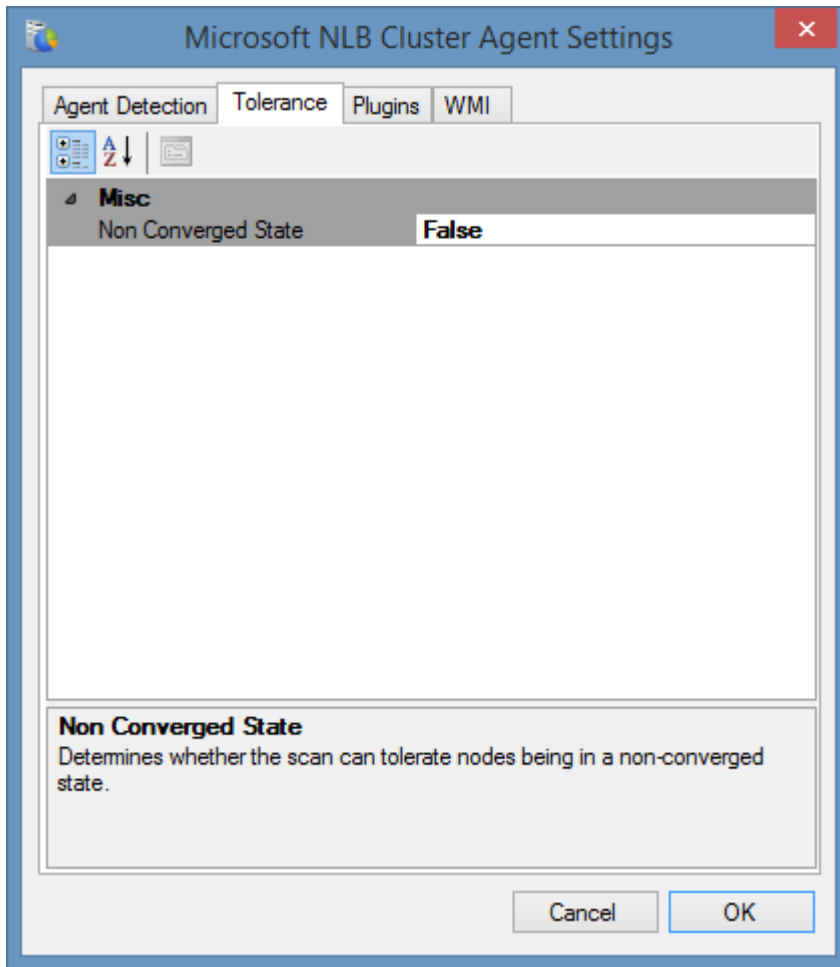 Microsoft NLB Cluster Agent Settings
Agent Detection Tolerance Plugins WMI
Misc
Non Converged State False
Non Converged State
Determines whether the scan can tolerate nodes being in a non-converged
state.
Cancel OK